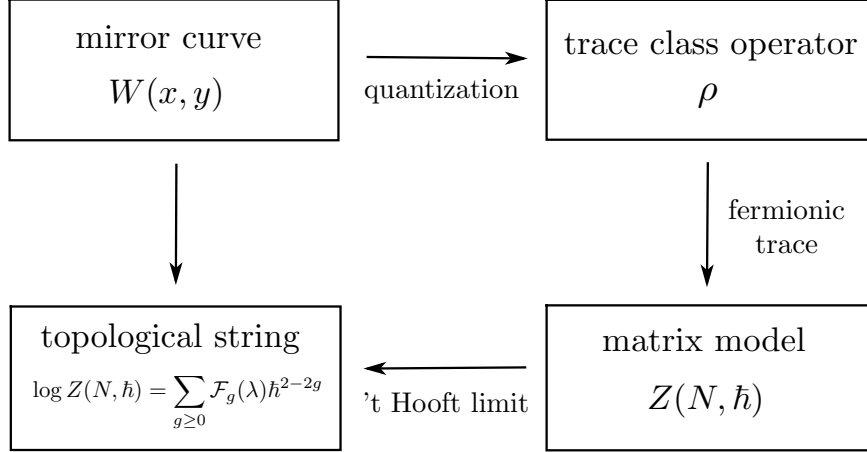 mirror curve
W(x, y)
quantization
trace class operator
ρ
fermionic
trace
topological string
log Z(N, ħ) = ∑_{g≥0} ℱ_g(λ)ħ^{2−2g}
't Hooft limit
matrix model
Z(N, ħ)